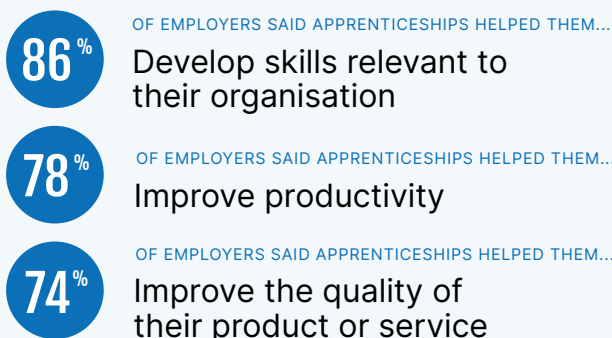 86%
OF EMPLOYERS SAID APPRENTICESHIPS HELPED THEM...
Develop skills relevant to
their organisation
78%
OF EMPLOYERS SAID APPRENTICESHIPS HELPED THEM...
Improve productivity
74%
OF EMPLOYERS SAID APPRENTICESHIPS HELPED THEM...
Improve the quality of
their product or service